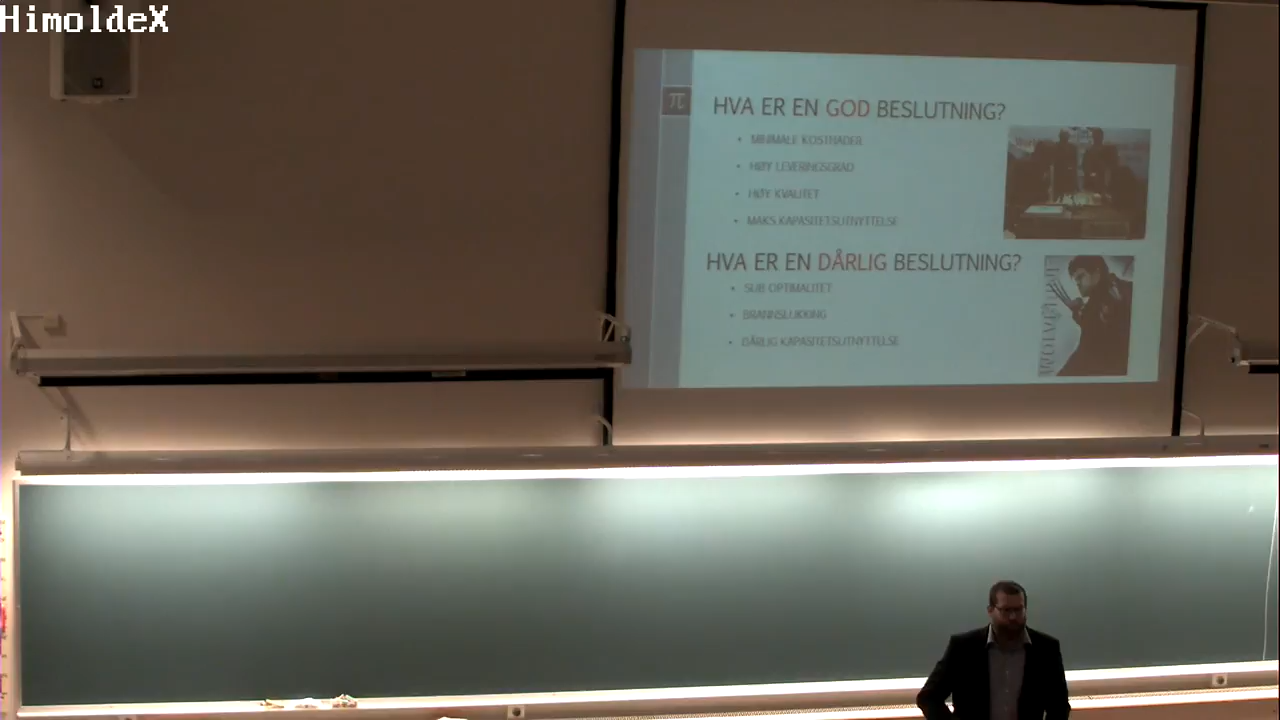 HimoldeX
π
HVA ER EN GOD BESLUTNING?
• MINIMALE KOSTNADER
• HØY LEVERINGSGRAD
• HØY KVALITET
• MAKS KAPASITETSUTNYTTELSE
HVA ER EN DÅRLIG BESLUTNING?
• SUB OPTIMALITET
• BRANNSLUKKING
• DÅRLIG KAPASITETSUTNYTTELSE
WOLVERINE